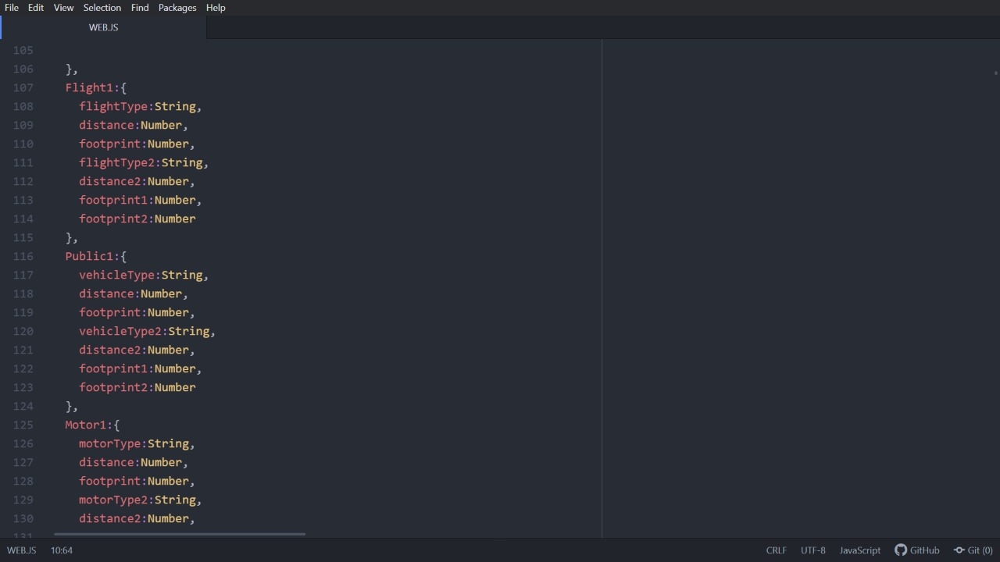 File Edit View Selection Find Packages Help
WEB.JS
105
106 },
107 Flight1:{
108 flightType:String,
109 distance:Number,
110 footprint:Number,
111 flightType2:String,
112 distance2:Number,
113 footprint1:Number,
114 footprint2:Number
115 },
116 Public1:{
117 vehicleType:String,
118 distance:Number,
119 footprint:Number,
120 vehicleType2:String,
121 distance2:Number,
122 footprint1:Number,
123 footprint2:Number
124 },
125 Motor1:{
126 motorType:String,
127 distance:Number,
128 footprint:Number,
129 motorType2:String,
130 distance2:Number,
131
WEB.JS 10:64 CRLF UTF-8 JavaScript GitHub Git (0)